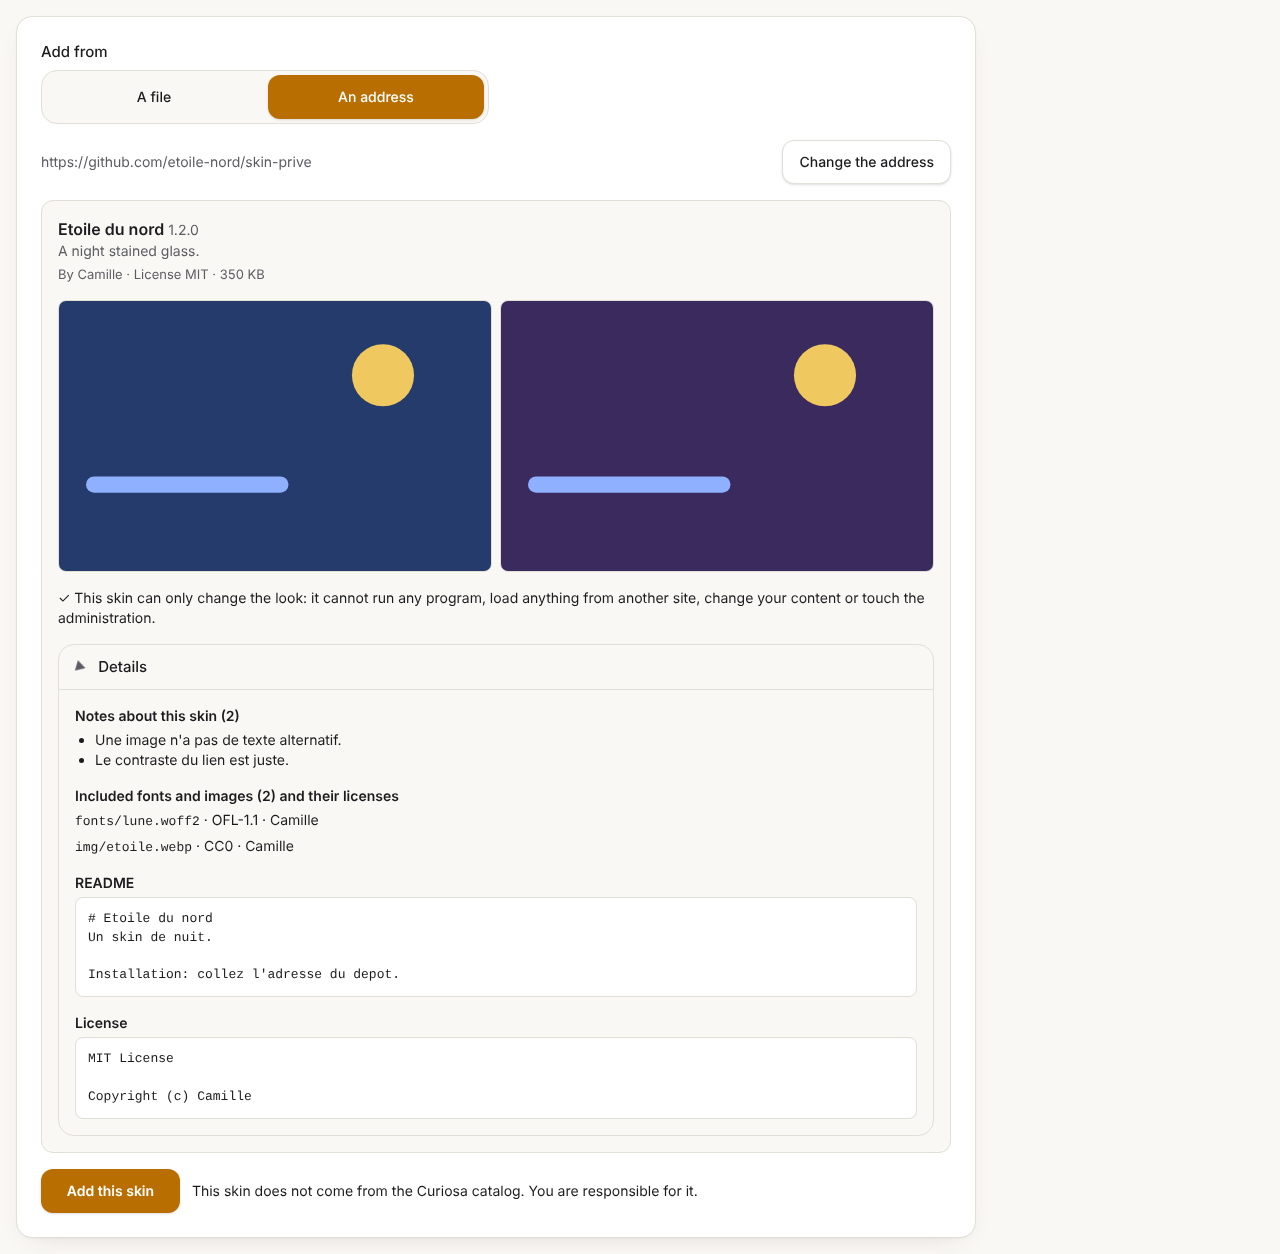 Add from
A file
An address
https://github.com/etoile-nord/skin-prive
Change the address
Etoile du nord 1.2.0
A night stained glass.
By Camille · License MIT · 350 KB
✓ This skin can only change the look: it cannot run any program, load anything from another site, change your content or touch the
administration.
Details
Notes about this skin (2)
• Une image n'a pas de texte alternatif.
• Le contraste du lien est juste.
Included fonts and images (2) and their licenses
fonts/lune.woff2 · OFL-1.1 · Camille
img/etoile.webp · CC0 · Camille
README
# Etoile du nord
Un skin de nuit.
Installation: collez l'adresse du depot.
License
MIT License
Copyright (c) Camille
Add this skin
This skin does not come from the Curiosa catalog. You are responsible for it.